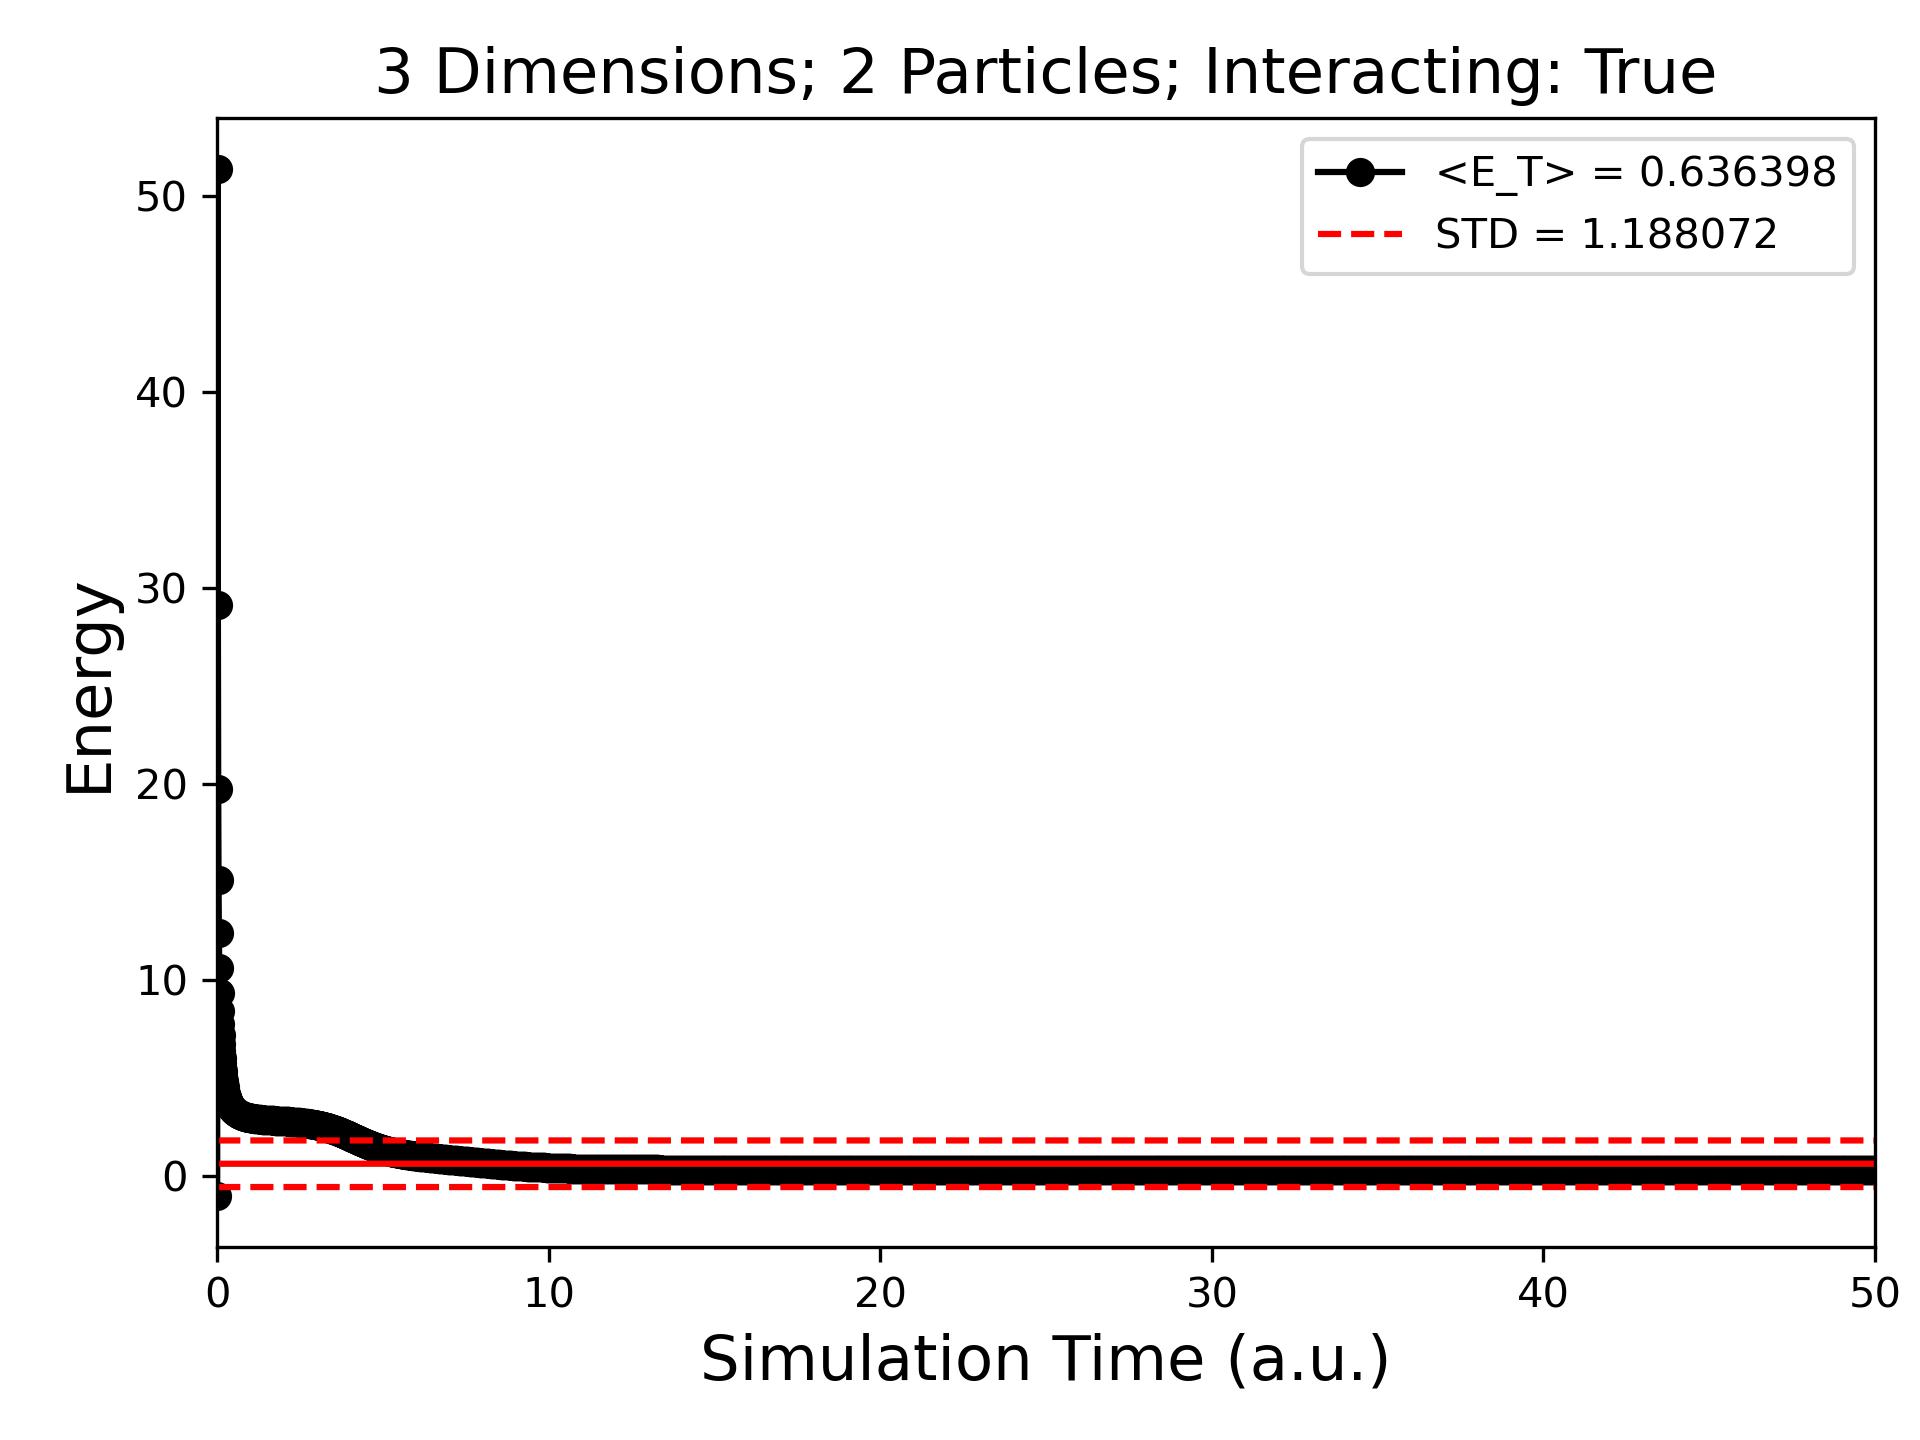 3 Dimensions; 2 Particles; Interacting: True
<E_T> = 0.636398
STD = 1.188072
50
40
30
20
10
0
Energy
0 10 20 30 40 50
Simulation Time (a.u.)